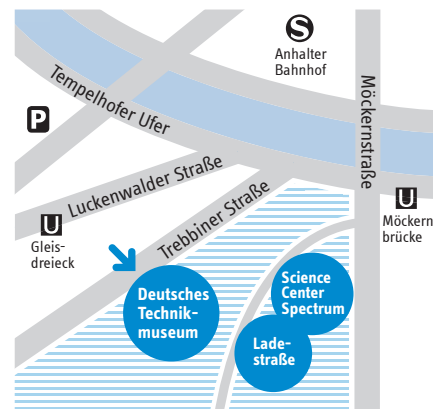 S
Anhalter
Bahnhof
Tempelhofer Ufer
Möckernstraße
P
Luckenwalder Straße
Trebbiner Straße
U
Gleis-
dreieck
U
Möckern
brücke
Deutsches
Technik-
museum
Science
Center
Spectrum
Lade-
straße